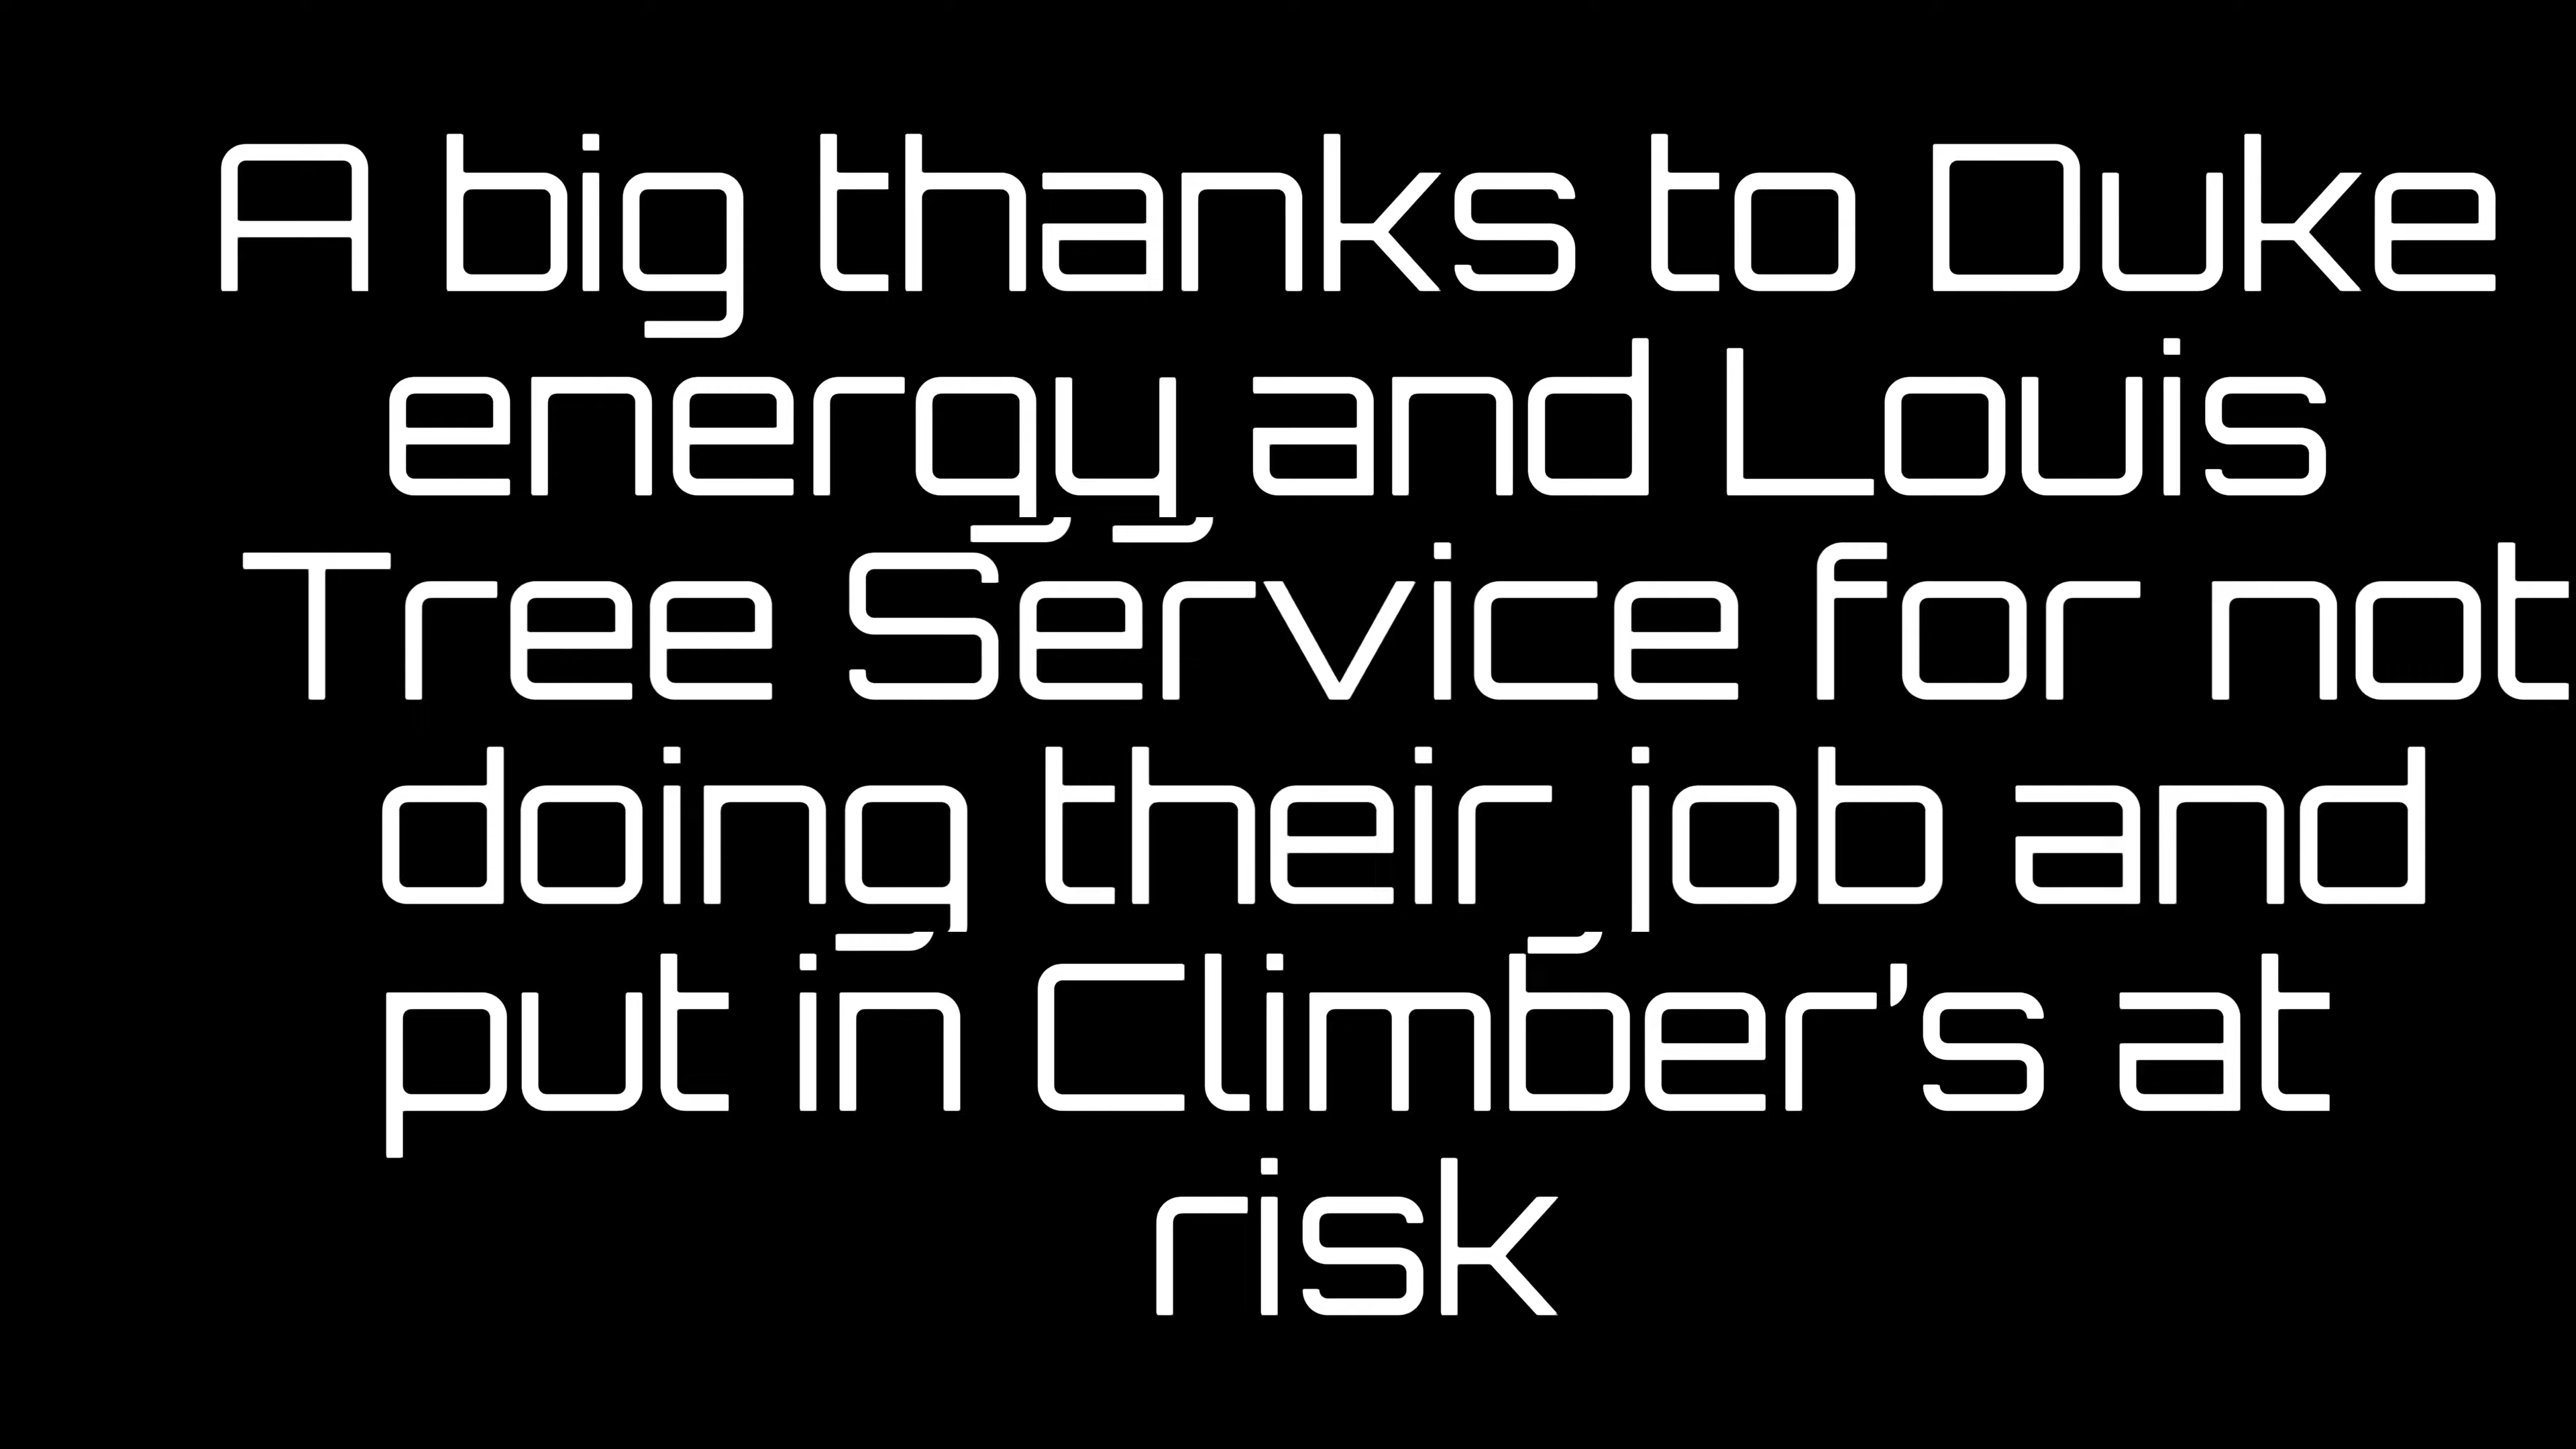 A big thanks to Duke
energy and Louis
Tree Service for not
doing their job and
put in Climber's at
risk